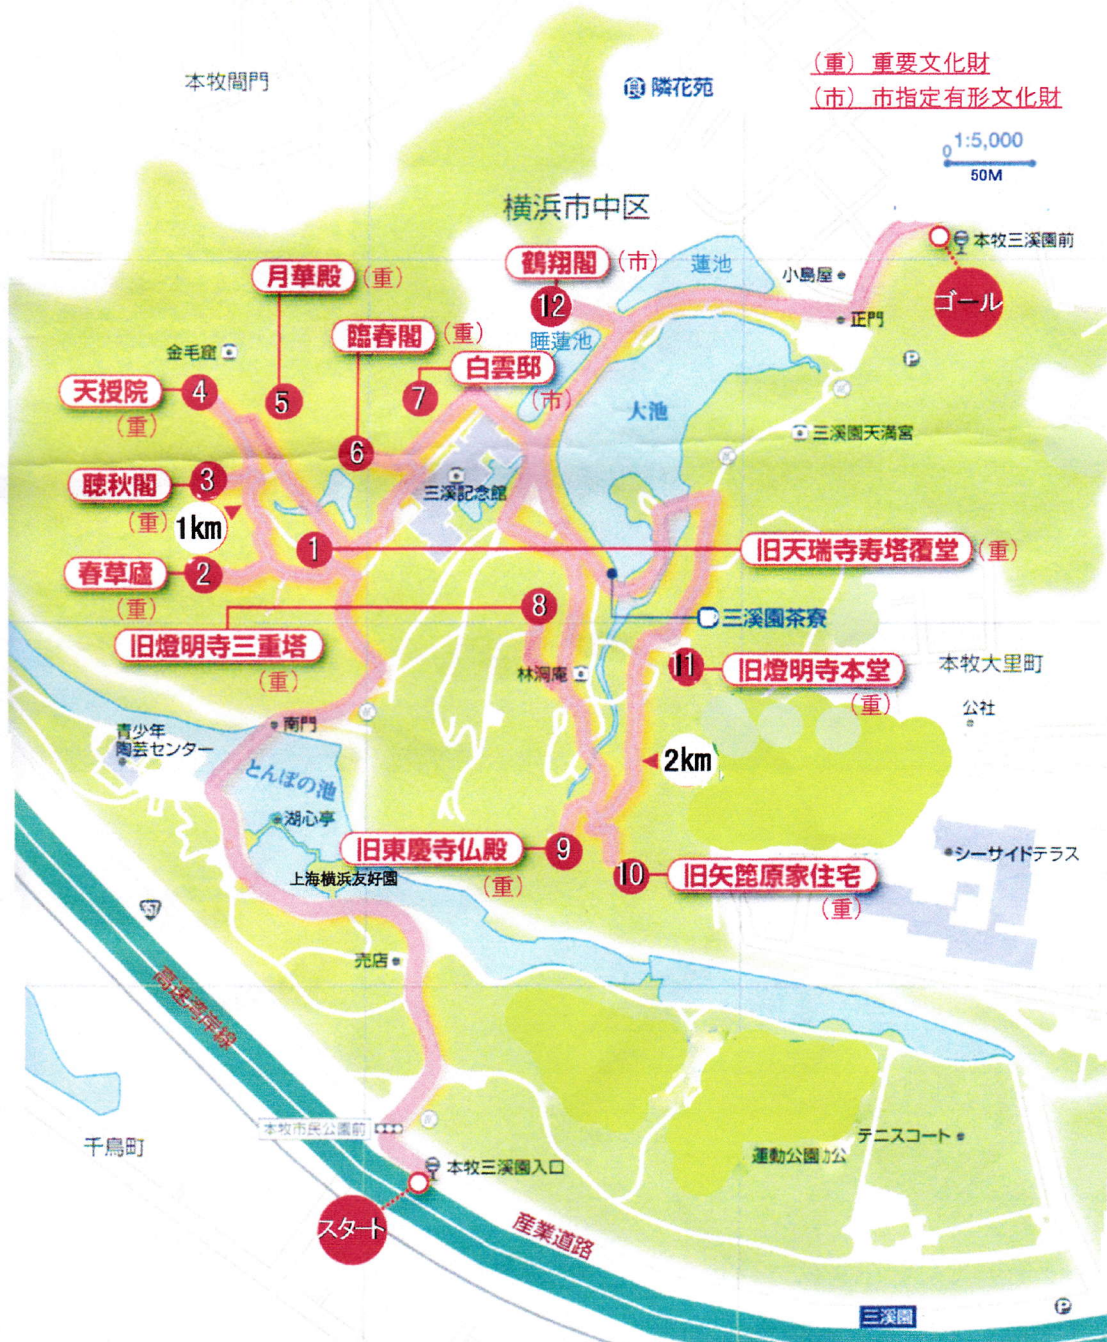 本牧間門
食 隣花苑
(重) 重要文化財
(市) 市指定有形文化財
0 1:5,000
50M
横浜市中区
本牧三溪園前
ゴール
小島屋
正門
蓮池
鶴翔閣 (市)
12
睡蓮池
月華殿 (重)
臨春閣 (重)
白雲邸
(市)
金毛窟
天授院
(重)
4
5
7
6
大池
P
三溪園天満宮
聴秋閣
(重)
3
1km
三溪記念館
1
旧天瑞寺寿塔覆堂 (重)
春草廬
(重)
2
8
三溪園茶寮
旧燈明寺三重塔
(重)
林洞庵
11
旧燈明寺本堂
(重)
本牧大里町
公社
南門
青少年
陶芸センター
とんぼの池
湖心亭
2km
旧東慶寺仏殿
(重)
9
10
旧矢箆原家住宅
(重)
シーサイドテラス
上海横浜友好園
357
売店
高速湾岸線
千鳥町
本牧市民公園前
本牧三溪園入口
スタート
産業道路
テニスコート
運動公園
三溪園
P